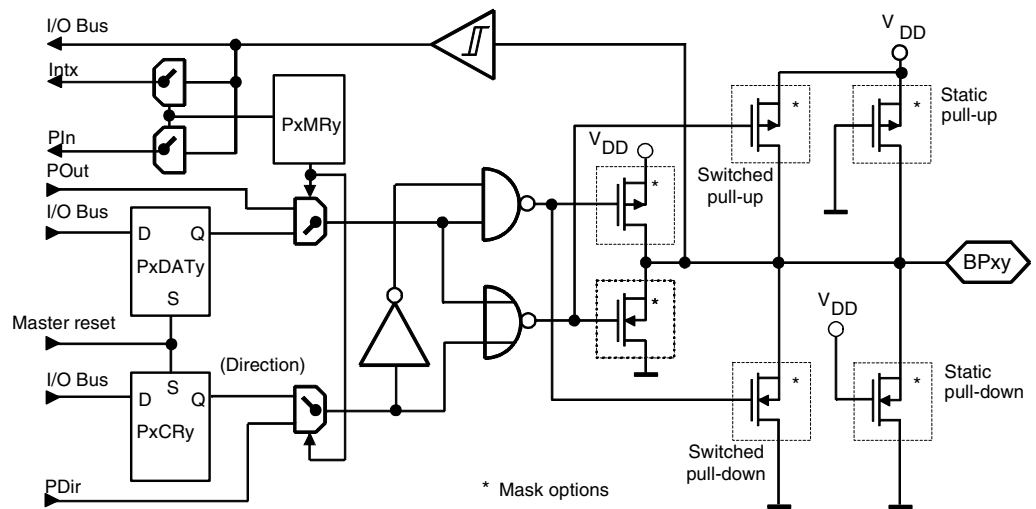 I/O Bus
Intx
PIn
POut
I/O Bus
D Q
PxDATy
S
Master reset
I/O Bus
S
D Q
PxCRy
PDir
(Direction)
PxMRy
V DD
*
*
V DD
*
Switched
pull-up
*
Static
pull-up
BPxy
V DD
*
Switched
pull-down
*
Static
pull-down
* Mask options